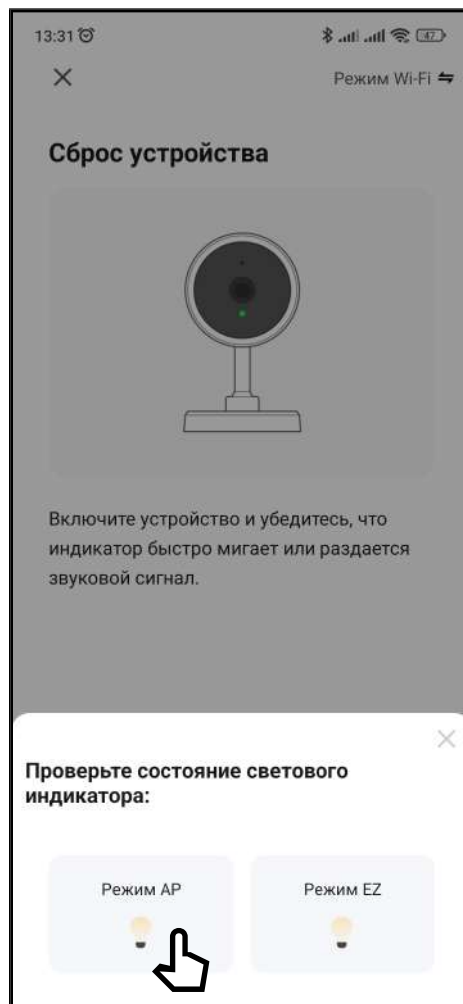 13:31
47
Режим Wi-Fi
Сброс устройства
Включите устройство и убедитесь, что
индикатор быстро мигает или раздается
звуковой сигнал.
Проверьте состояние светового
индикатора:
Режим AP
Режим EZ